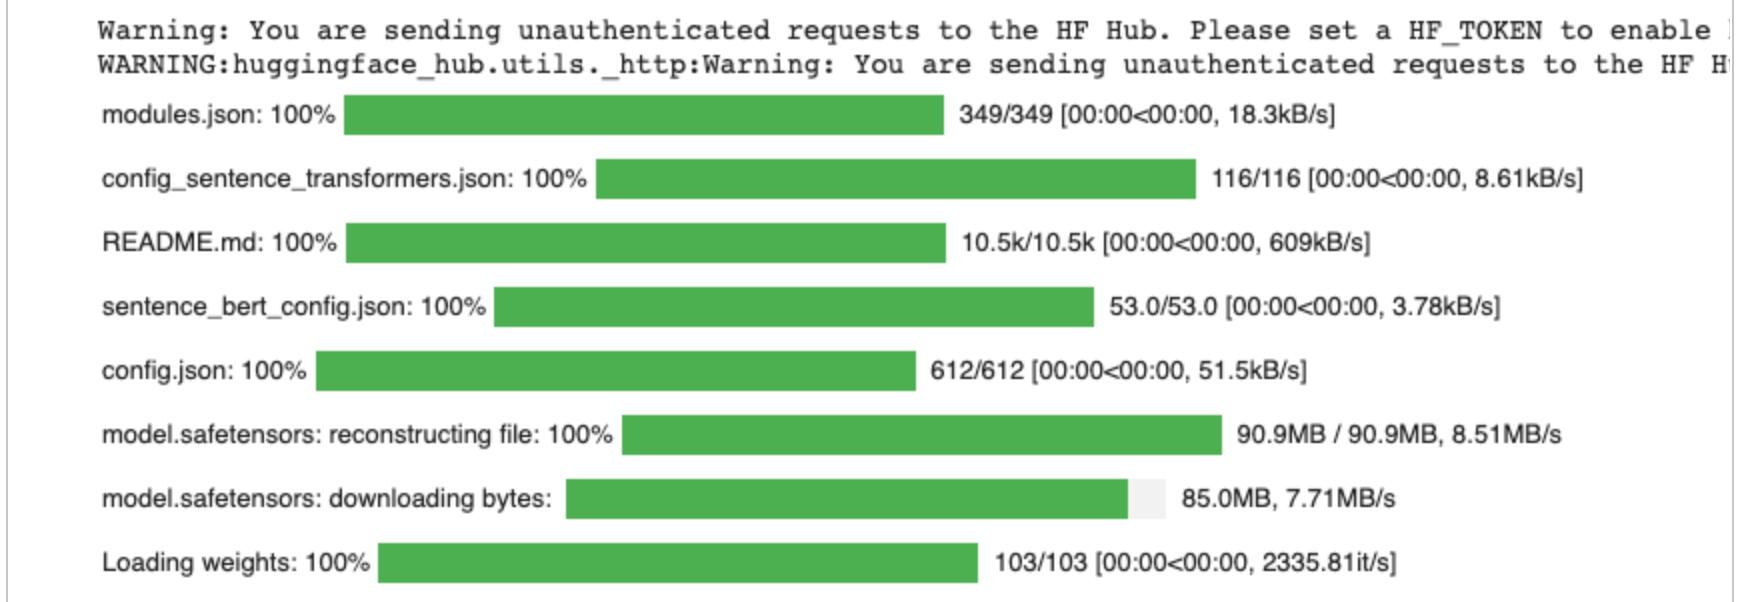 Warning: You are sending unauthenticated requests to the HF Hub. Please set a HF_TOKEN to enable
WARNING:huggingface_hub.utils._http:Warning: You are sending unauthenticated requests to the HF
modules.json: 100% 349/349 [00:00<00:00, 18.3kB/s]
config_sentence_transformers.json: 100% 116/116 [00:00<00:00, 8.61kB/s]
README.md: 100% 10.5k/10.5k [00:00<00:00, 609kB/s]
sentence_bert_config.json: 100% 53.0/53.0 [00:00<00:00, 3.78kB/s]
config.json: 100% 612/612 [00:00<00:00, 51.5kB/s]
model.safetensors: reconstructing file: 100% 90.9MB / 90.9MB, 8.51MB/s
model.safetensors: downloading bytes: 85.0MB, 7.71MB/s
Loading weights: 100% 103/103 [00:00<00:00, 2335.81it/s]